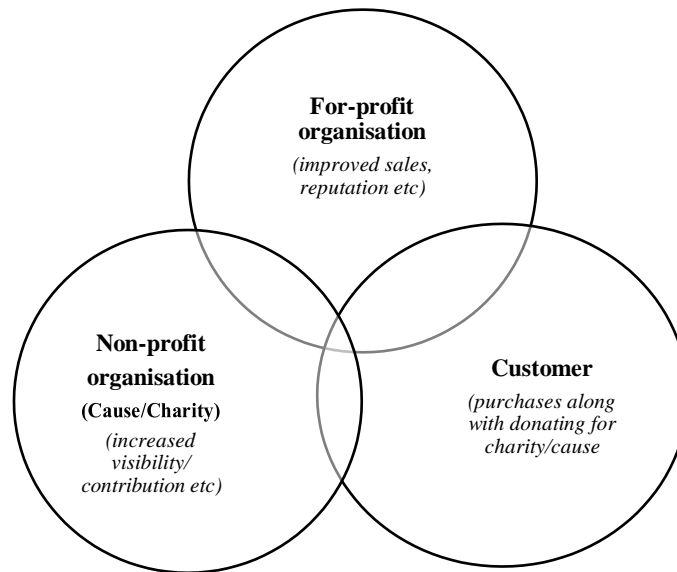 For-profit
organisation
(improved sales,
reputation etc)
Non-profit
organisation
(Cause/Charity)
(increased
visibility/
contribution etc)
Customer
(purchases along
with donating for
charity/cause